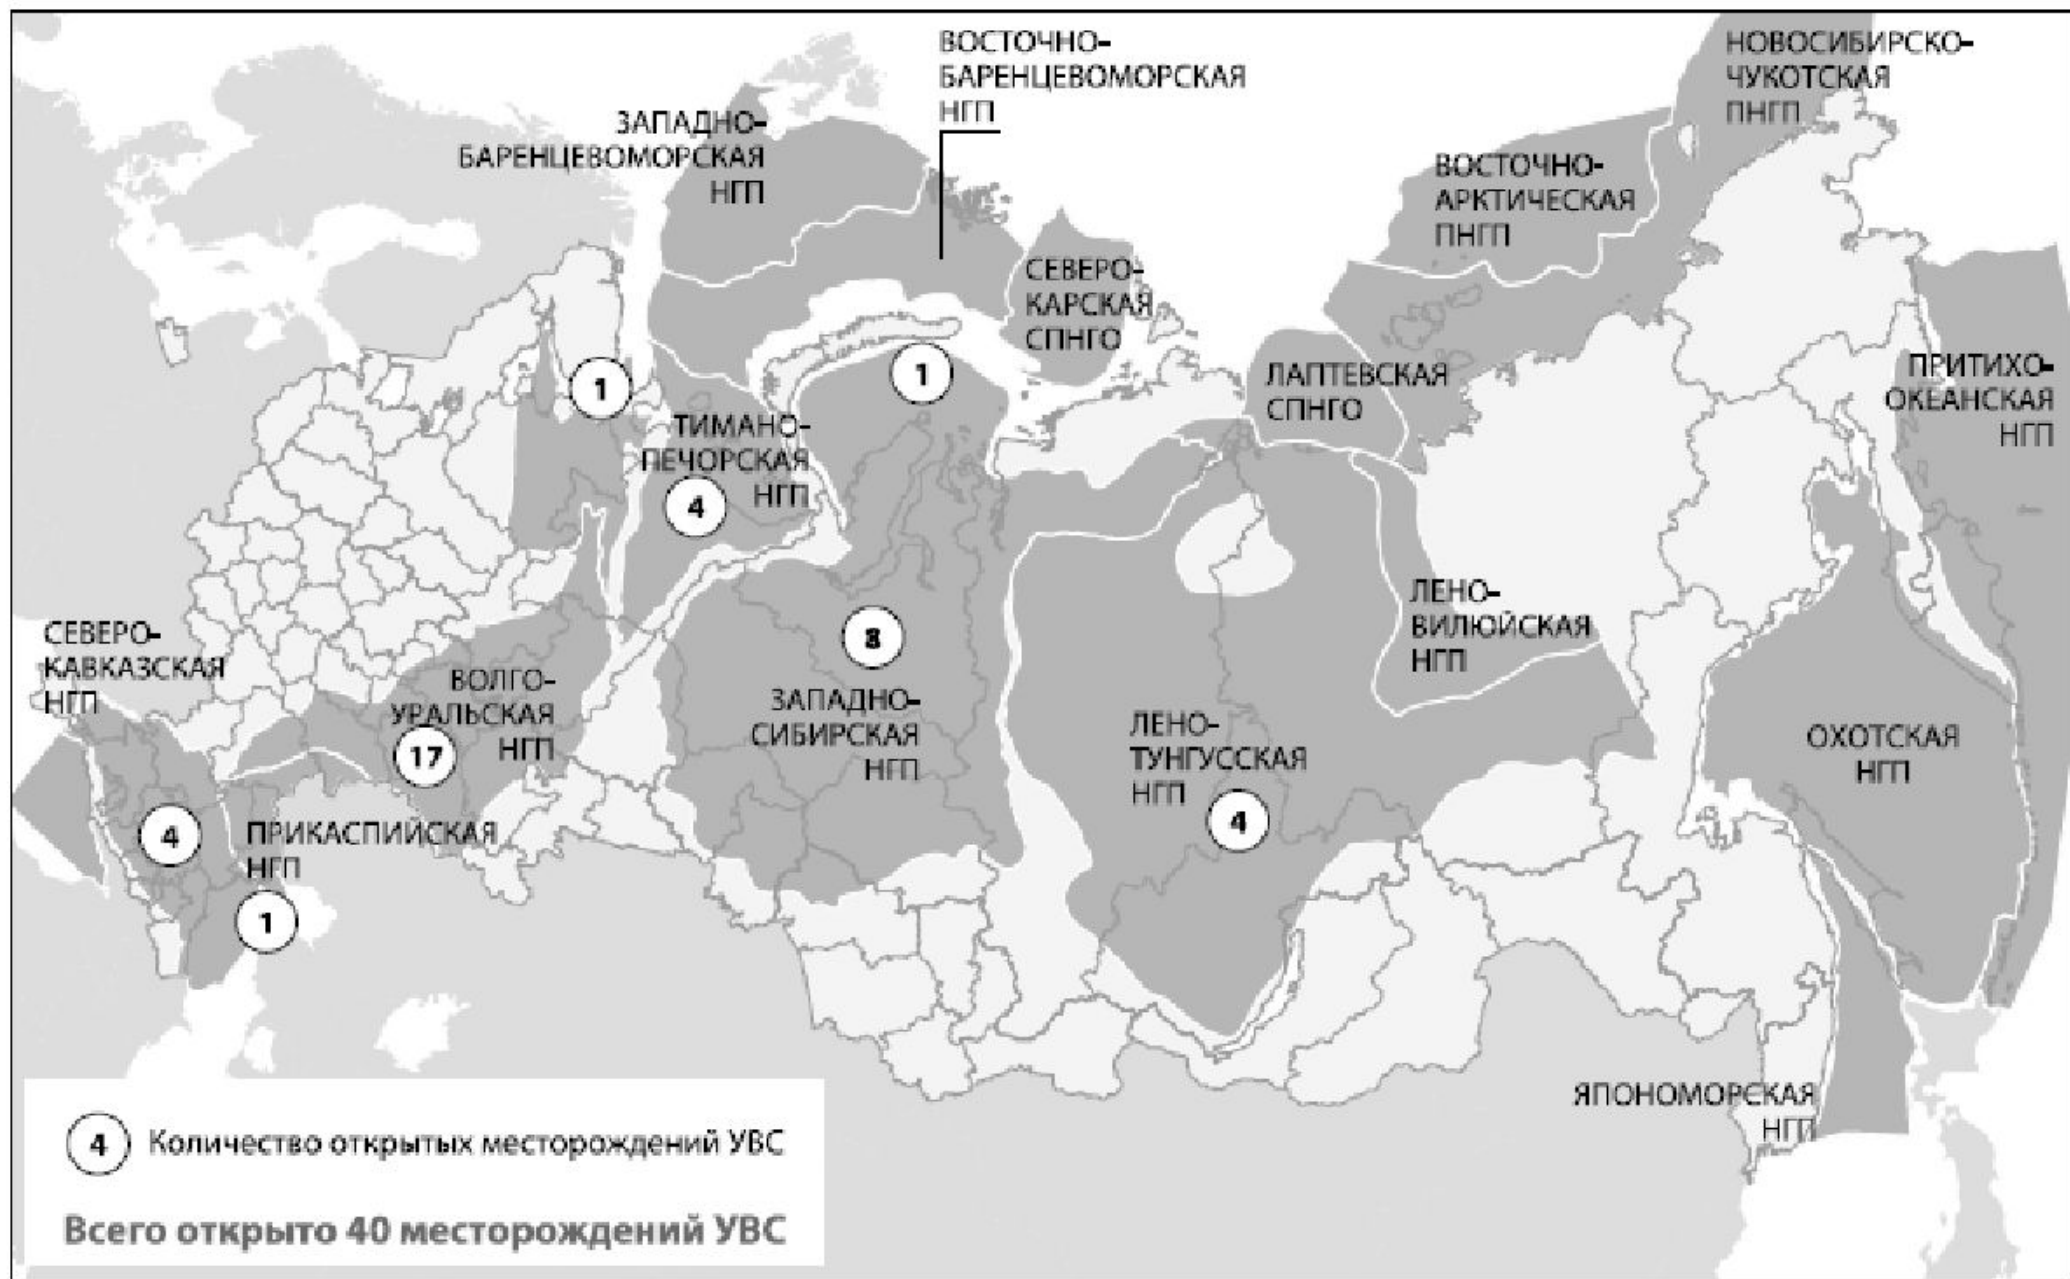 ВОСТОЧНО-
БАРЕНЦЕВОМОРСКАЯ
НГП
НОВОСИБИРСКО-
ЧУКОТСКАЯ
ПНГП
ЗАПАДНО-
БАРЕНЦЕВОМОРСКАЯ
НГП
ВОСТОЧНО-
АРКТИЧЕСКАЯ
ПНГП
СЕВЕРО-
КАРСКАЯ
СПНГО
1
1
ЛАПТЕВСКАЯ
СПНГО
ПРИТИХО-
ОКЕАНСКАЯ
НГП
ТИМАНО-
ПЕЧОРСКАЯ
НГП
4
ЛЕНО-
ВИЛЮЙСКАЯ
НГП
СЕВЕРО-
КАВКАЗСКАЯ
НГП
4
ВОЛГО-
УРАЛЬСКАЯ
НГП
17
8
ЗАПАДНО-
СИБИРСКАЯ
НГП
ЛЕНО-
ТУНГУССКАЯ
НГП
4
ОХОТСКАЯ
НГП
ПРИКАСПИЙСКАЯ
НГП
1
ЯПОНОМОРСКАЯ
НГП
4 Количество открытых месторождений УВС
Всего открыто 40 месторождений УВС